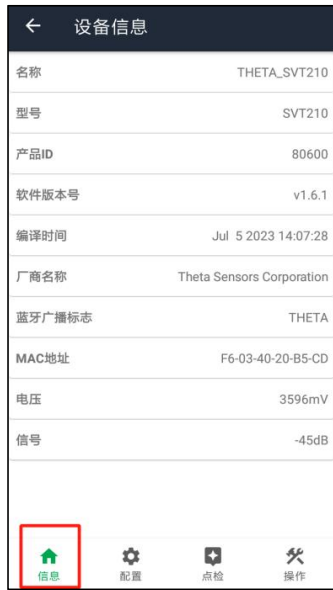 设备信息
名称 THETA_SVT210
型号 SVT210
产品ID 80600
软件版本号 v1.6.1
编译时间 Jul 5 2023 14:07:28
厂商名称 Theta Sensors Corporation
蓝牙广播标志 THETA
MAC地址 F6-03-40-20-B5-CD
电压 3596mV
信号 -45dB
信息 配置 点检 操作